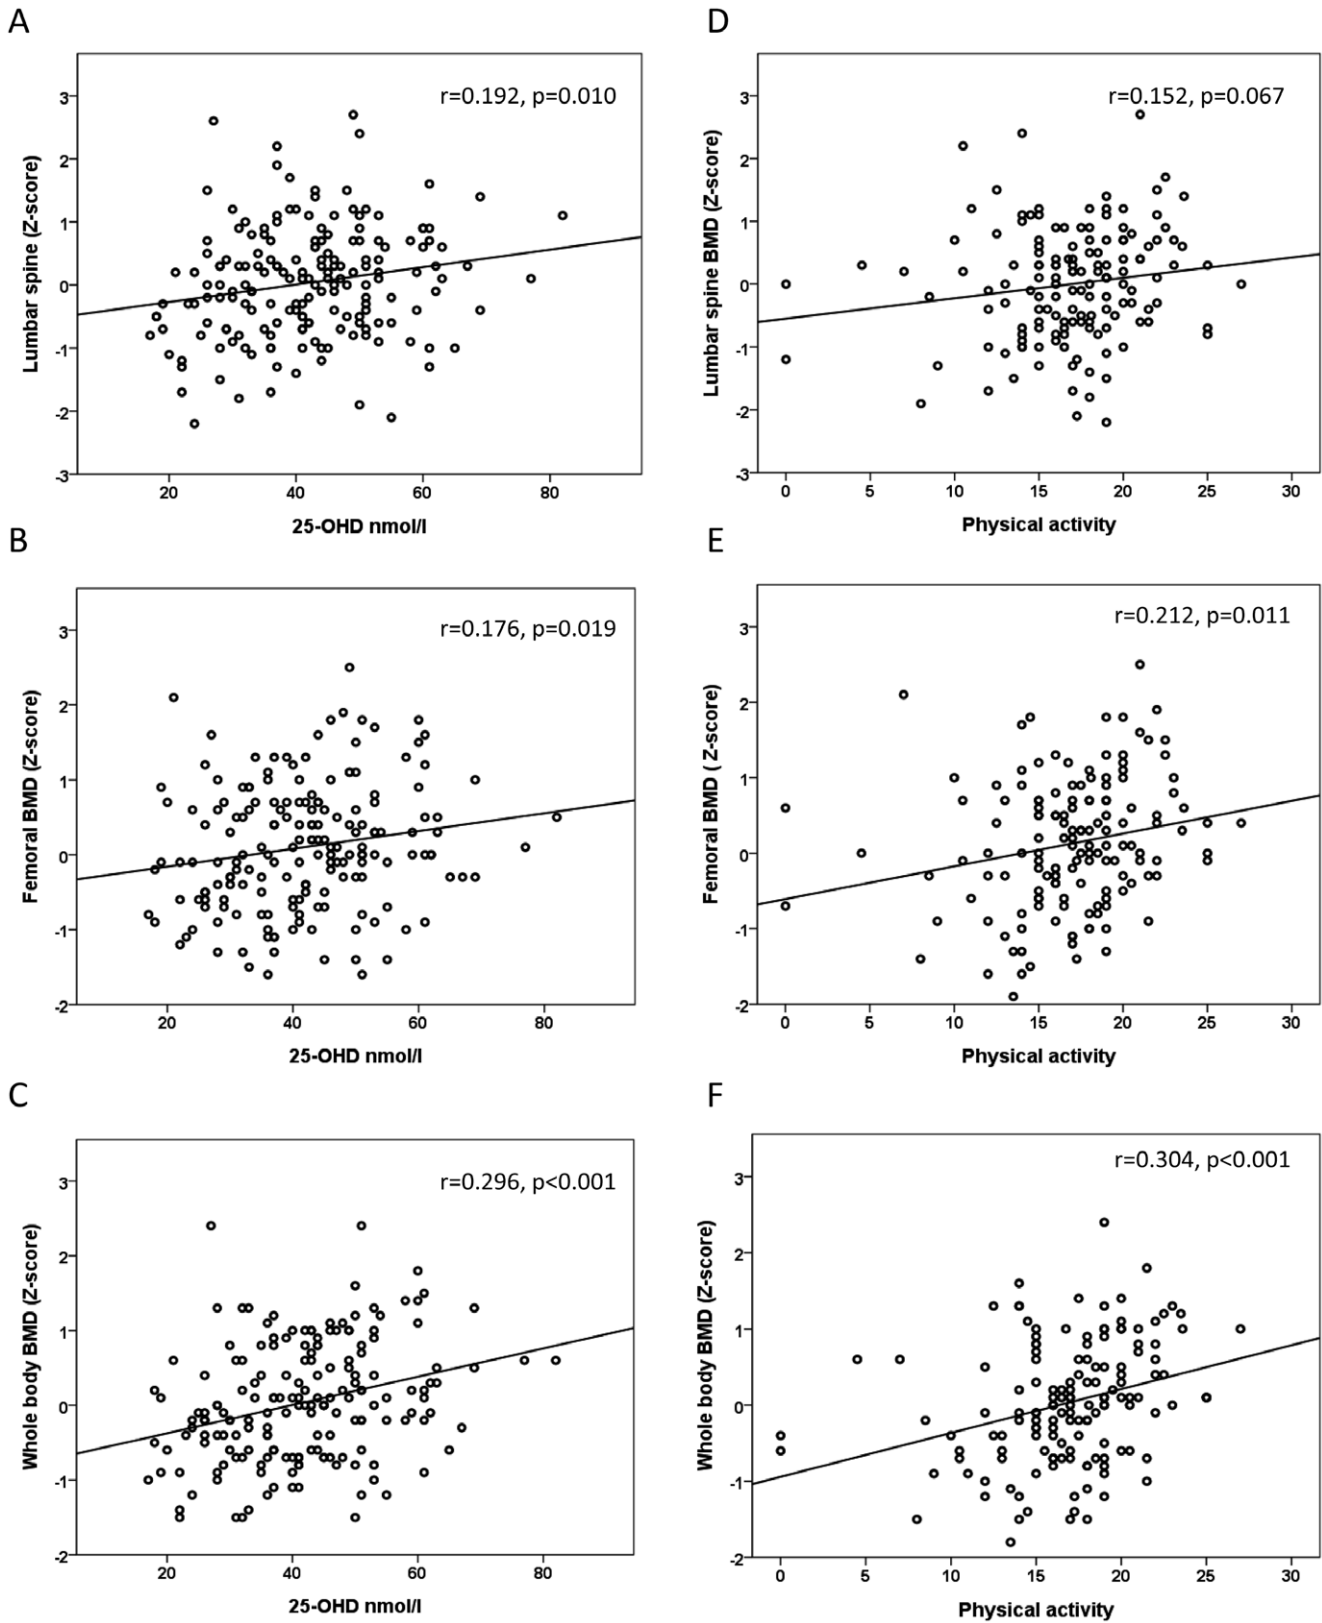 A
r=0.192, p=0.010
Lumbar spine (Z-score)
3
2
1
0
-1
-2
-3
20 40 60 80
25-OHD nmol/l
D
r=0.152, p=0.067
Lumbar spine BMD (Z-score)
3
2
1
0
-1
-2
-3
0 5 10 15 20 25 30
Physical activity
B
r=0.176, p=0.019
Femoral BMD (Z-score)
3
2
1
0
-1
-2
20 40 60 80
25-OHD nmol/l
E
r=0.212, p=0.011
Femoral BMD ( Z-score)
3
2
1
0
-1
-2
0 5 10 15 20 25 30
Physical activity
C
r=0.296, p<0.001
Whole body BMD (Z-score)
3
2
1
0
-1
-2
20 40 60 80
25-OHD nmol/l
F
r=0.304, p<0.001
Whole body BMD (Z-score)
3
2
1
0
-1
-2
0 5 10 15 20 25 30
Physical activity